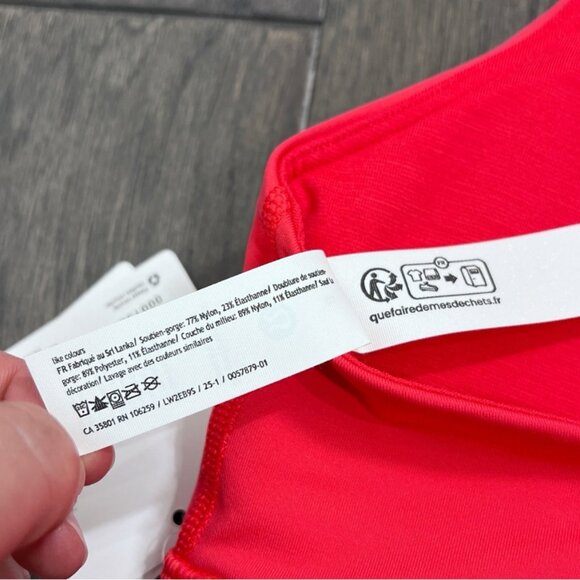 like colours
FR Fabriqué au Sri Lanka/ Soutien-gorge: 77% Nylon, 23% Élasthanne/ Doublure de soutien-
gorge: 89% Polyester, 11% Élasthanne/ Couche du milieu: 89% Nylon, 11% Élasthanne/ Sauf la
décoration/ Lavage avec des couleurs similaires
CA 35801 RN 106259 / LW2EB9S / 25-1 / 0057879-01
FR
quefairedemesdechets.fr